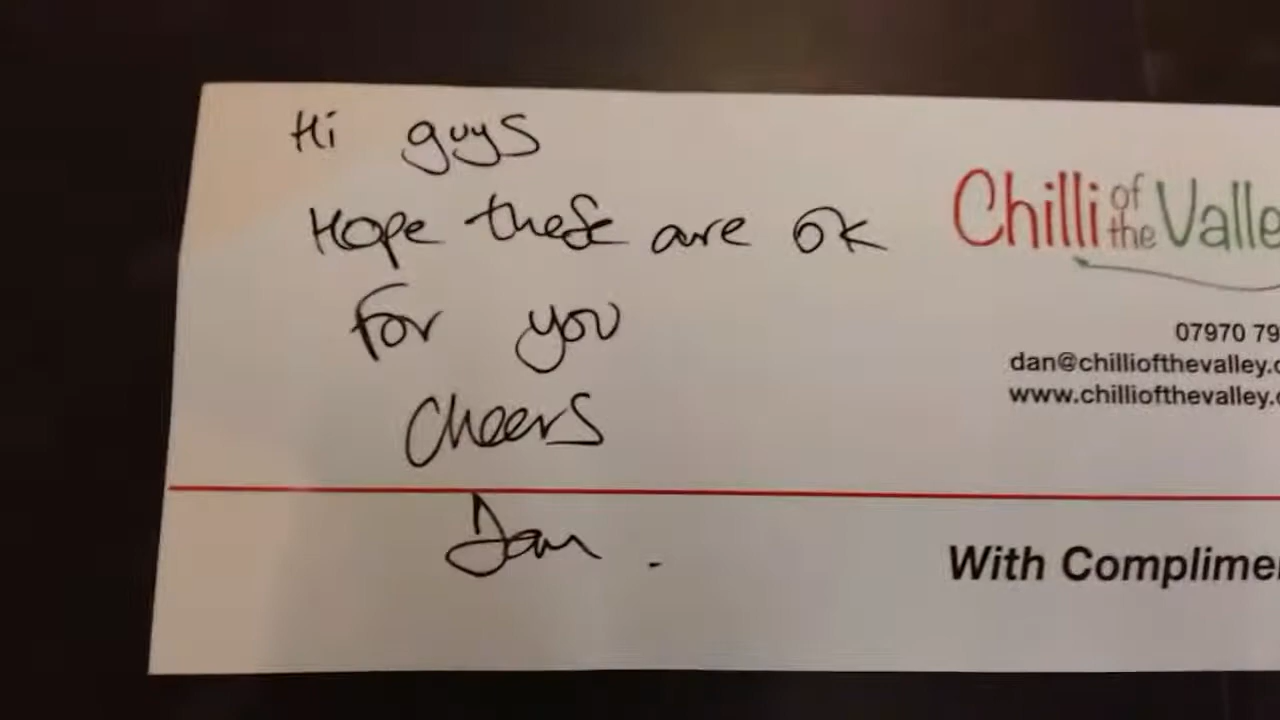 Hi guys
Hope these are ok
for you
Cheers
Dan.
Chilli of the Valle
07970 79
dan@chilliofthevalley.c
www.chilliofthevalley.c
With Complime